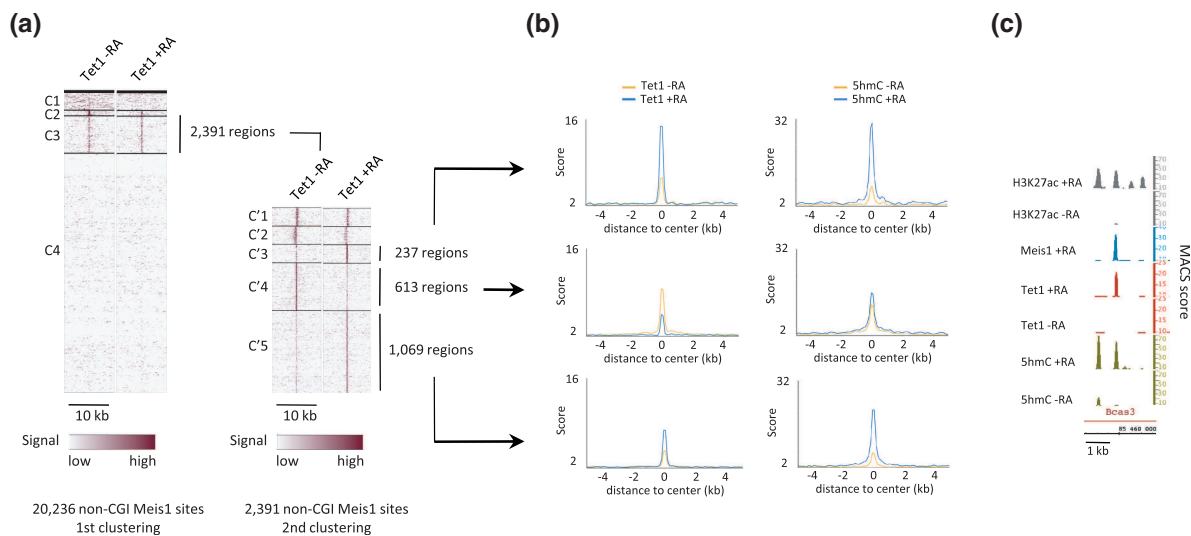 (a)
Tet1 -RA
Tet1 +RA
C1
C2
C3
C4
2,391 regions
10 kb
Signal
low
high
20,236 non-CGI Meis1 sites
1st clustering
Tet1 -RA
Tet1 +RA
C'1
C'2
C'3
C'4
C'5
237 regions
613 regions
1,069 regions
10 kb
Signal
low
high
2,391 non-CGI Meis1 sites
2nd clustering
(b)
Tet1 -RA
Tet1 +RA
5hmC -RA
5hmC +RA
16
Score
2
-4 -2 0 2 4
distance to center (kb)
32
Score
2
-4 -2 0 2 4
distance to center (kb)
16
Score
2
-4 -2 0 2 4
distance to center (kb)
32
Score
2
-4 -2 0 2 4
distance to center (kb)
16
Score
2
-4 -2 0 2 4
distance to center (kb)
32
Score
2
-4 -2 0 2 4
distance to center (kb)
(c)
H3K27ac +RA
H3K27ac -RA
Meis1 +RA
Tet1 +RA
Tet1 -RA
5hmC +RA
5hmC -RA
MACS score
Bcas3
85 460 000
1 kb